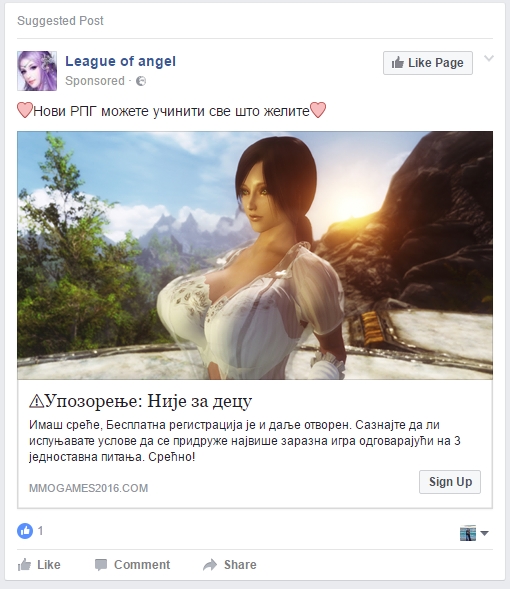 Suggested Post
League of angel
Sponsored ·
Like Page
Нови РПГ можете учинити све што желите
⚠Упозорење: Није за децу
Имаш среће, Бесплатна регистрација је и даље отворен. Сазнајте да ли
испуњавате услове да се придруже највише заразна игра одговарајући на 3
једноставна питања. Срећно!
MMOGAMES2016.COM
Sign Up
1
Like
Comment
Share